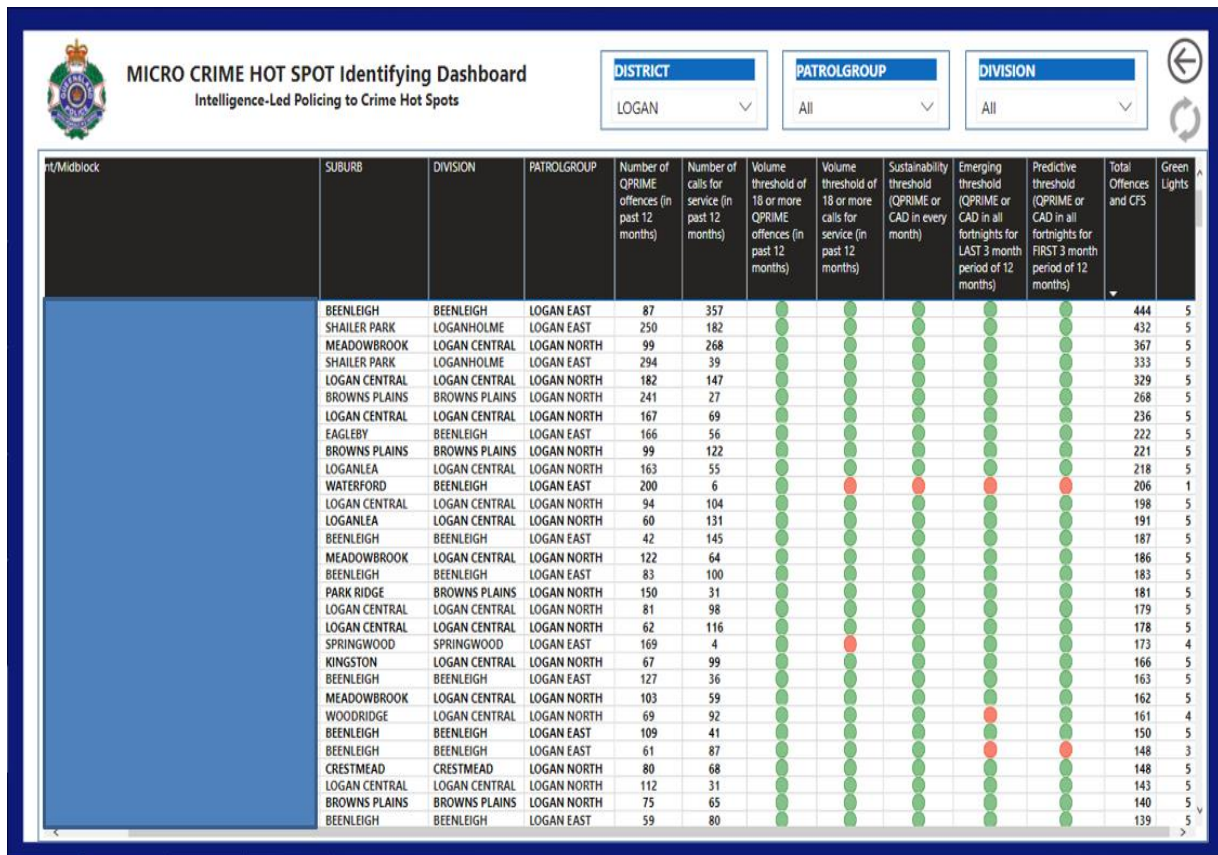 MICRO CRIME HOT SPOT Identifying Dashboard
Intelligence-Led Policing to Crime Hot Spots
DISTRICT
LOGAN
PATROLGROUP
All
DIVISION
All
nt/Midblock SUBURB DIVISION PATROLGROUP Number of QPRIME offences (in past 12 months) Number of calls for service (in past 12 months) Volume threshold of 18 or more QPRIME offences (in past 12 months) Volume threshold of 18 or more calls for service (in past 12 months) Sustainability threshold (QPRIME or CAD in every month) Emerging threshold (QPRIME or CAD in all fortnights for LAST 3 month period of 12 months) Predictive threshold (QPRIME or CAD in all fortnights for FIRST 3 month period of 12 months) Total Offences and CFS Green Lights
BEENLEIGH BEENLEIGH LOGAN EAST 87 357 444 5
SHAILER PARK LOGANHOLME LOGAN EAST 250 182 432 5
MEADOWBROOK LOGAN CENTRAL LOGAN NORTH 99 268 367 5
SHAILER PARK LOGANHOLME LOGAN EAST 294 39 333 5
LOGAN CENTRAL LOGAN CENTRAL LOGAN NORTH 182 147 329 5
BROWNS PLAINS BROWNS PLAINS LOGAN NORTH 241 27 268 5
LOGAN CENTRAL LOGAN CENTRAL LOGAN NORTH 167 69 236 5
EAGLEBY BEENLEIGH LOGAN EAST 166 56 222 5
BROWNS PLAINS BROWNS PLAINS LOGAN NORTH 99 122 221 5
LOGANLEA LOGAN CENTRAL LOGAN NORTH 163 55 218 5
WATERFORD BEENLEIGH LOGAN EAST 200 6 206 1
LOGAN CENTRAL LOGAN CENTRAL LOGAN NORTH 94 104 198 5
LOGANLEA LOGAN CENTRAL LOGAN NORTH 60 131 191 5
BEENLEIGH BEENLEIGH LOGAN EAST 42 145 187 5
MEADOWBROOK LOGAN CENTRAL LOGAN NORTH 122 64 186 5
BEENLEIGH BEENLEIGH LOGAN EAST 83 100 183 5
PARK RIDGE BROWNS PLAINS LOGAN NORTH 150 31 181 5
LOGAN CENTRAL LOGAN CENTRAL LOGAN NORTH 81 98 179 5
LOGAN CENTRAL LOGAN CENTRAL LOGAN NORTH 62 116 178 5
SPRINGWOOD SPRINGWOOD LOGAN EAST 169 4 173 4
KINGSTON LOGAN CENTRAL LOGAN NORTH 67 99 166 5
BEENLEIGH BEENLEIGH LOGAN EAST 127 36 163 5
MEADOWBROOK LOGAN CENTRAL LOGAN NORTH 103 59 162 5
WOODRIDGE LOGAN CENTRAL LOGAN NORTH 69 92 161 4
BEENLEIGH BEENLEIGH LOGAN EAST 109 41 150 5
BEENLEIGH BEENLEIGH LOGAN EAST 61 87 148 3
CRESTMEAD CRESTMEAD LOGAN NORTH 80 68 148 5
LOGAN CENTRAL LOGAN CENTRAL LOGAN NORTH 112 31 143 5
BROWNS PLAINS BROWNS PLAINS LOGAN NORTH 75 65 140 5
BEENLEIGH BEENLEIGH LOGAN EAST 59 80 139 5